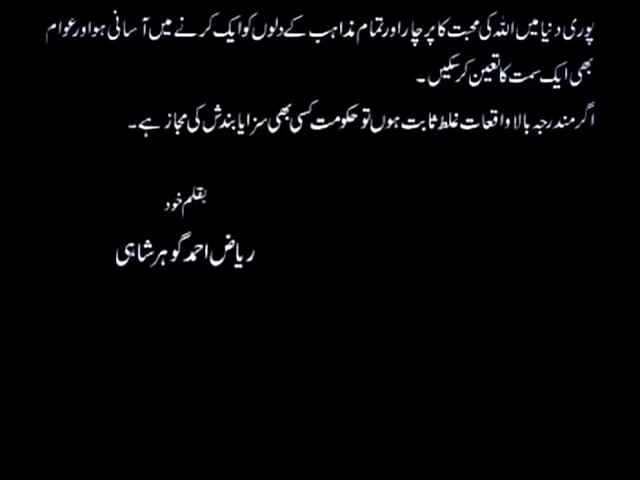 پوری دنیا میں اللہ کی محبت کا پرچار اور تمام مذاہب کے دلوں کو ایک کرنے میں آسانی ہو اور عوام
بھی ایک سمت کا تعین کر سکیں۔
اگر مندرجہ بالا واقعات غلط ثابت ہوں تو حکومت کسی بھی سزا یا بندش کی مجاز ہے۔
بقلم خود
ریاض احمد گوہر شاہی